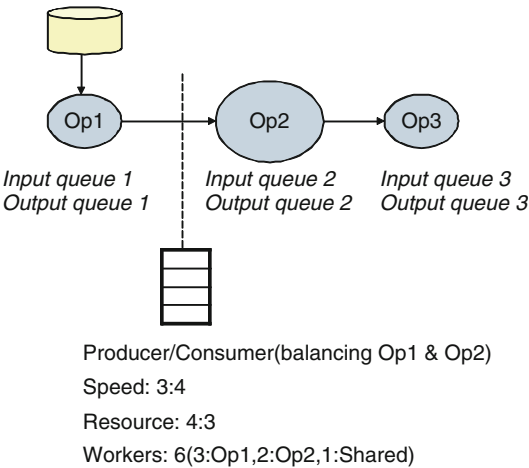 Op1
Op2
Op3
Input queue 1
Output queue 1
Input queue 2
Output queue 2
Input queue 3
Output queue 3
Producer/Consumer(balancing Op1 & Op2)
Speed: 3:4
Resource: 4:3
Workers: 6(3:Op1,2:Op2,1:Shared)